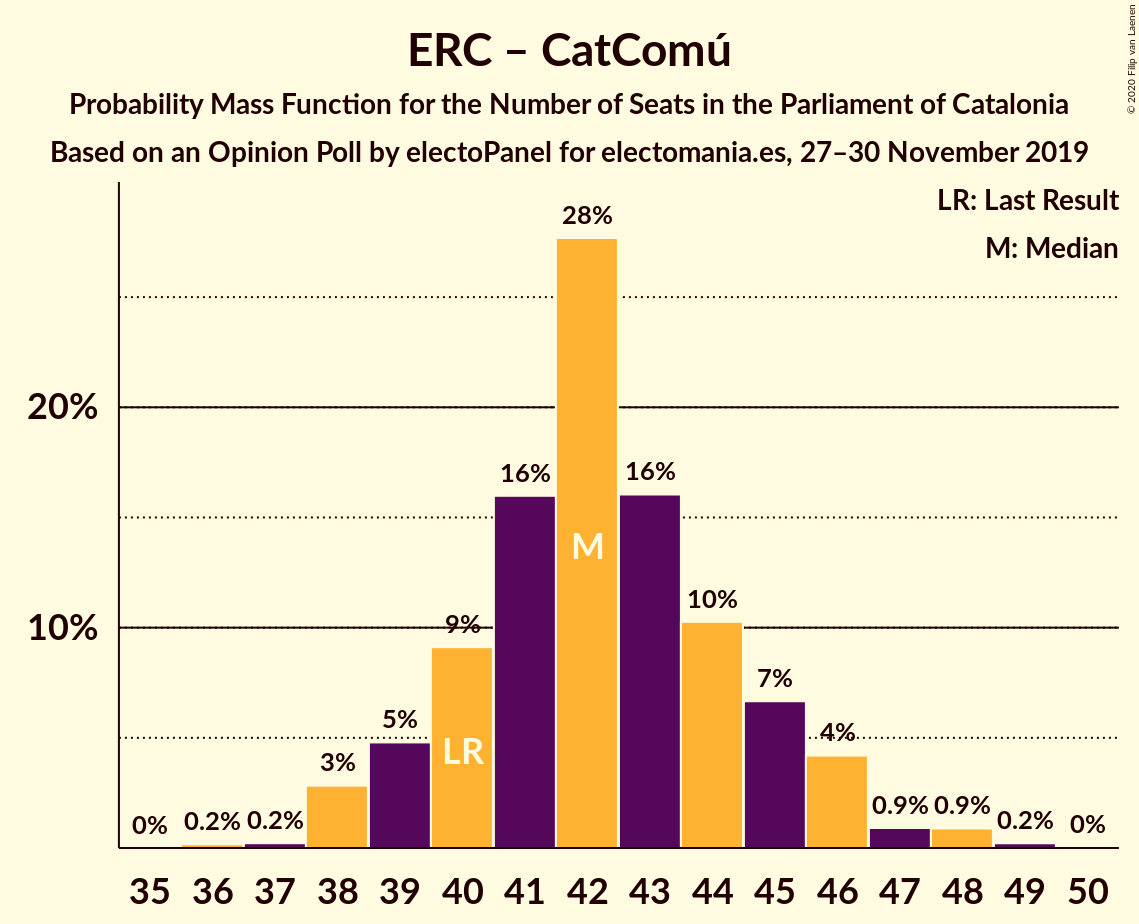 ERC – CatComú
Probability Mass Function for the Number of Seats in the Parliament of Catalonia
Based on an Opinion Poll by electoPanel for electomania.es, 27–30 November 2019
© 2020 Filip van Laenen
LR: Last Result
M: Median
28%
20%
16%
16%
M
10%
10%
9%
7%
5%
4%
LR
3%
0%
0.2%
0.2%
0.9%
0.9%
0.2%
0%
35 36 37 38 39 40 41 42 43 44 45 46 47 48 49 50